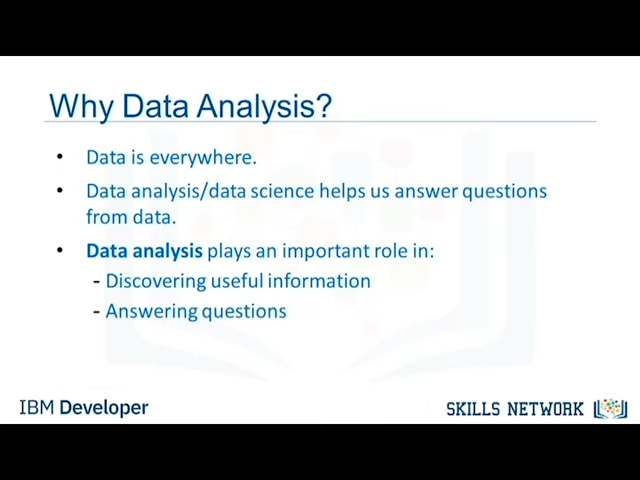 Why Data Analysis?
• Data is everywhere.
• Data analysis/data science helps us answer questions
from data.
• Data analysis plays an important role in:
- Discovering useful information
- Answering questions
IBM Developer
SKILLS NETWORK